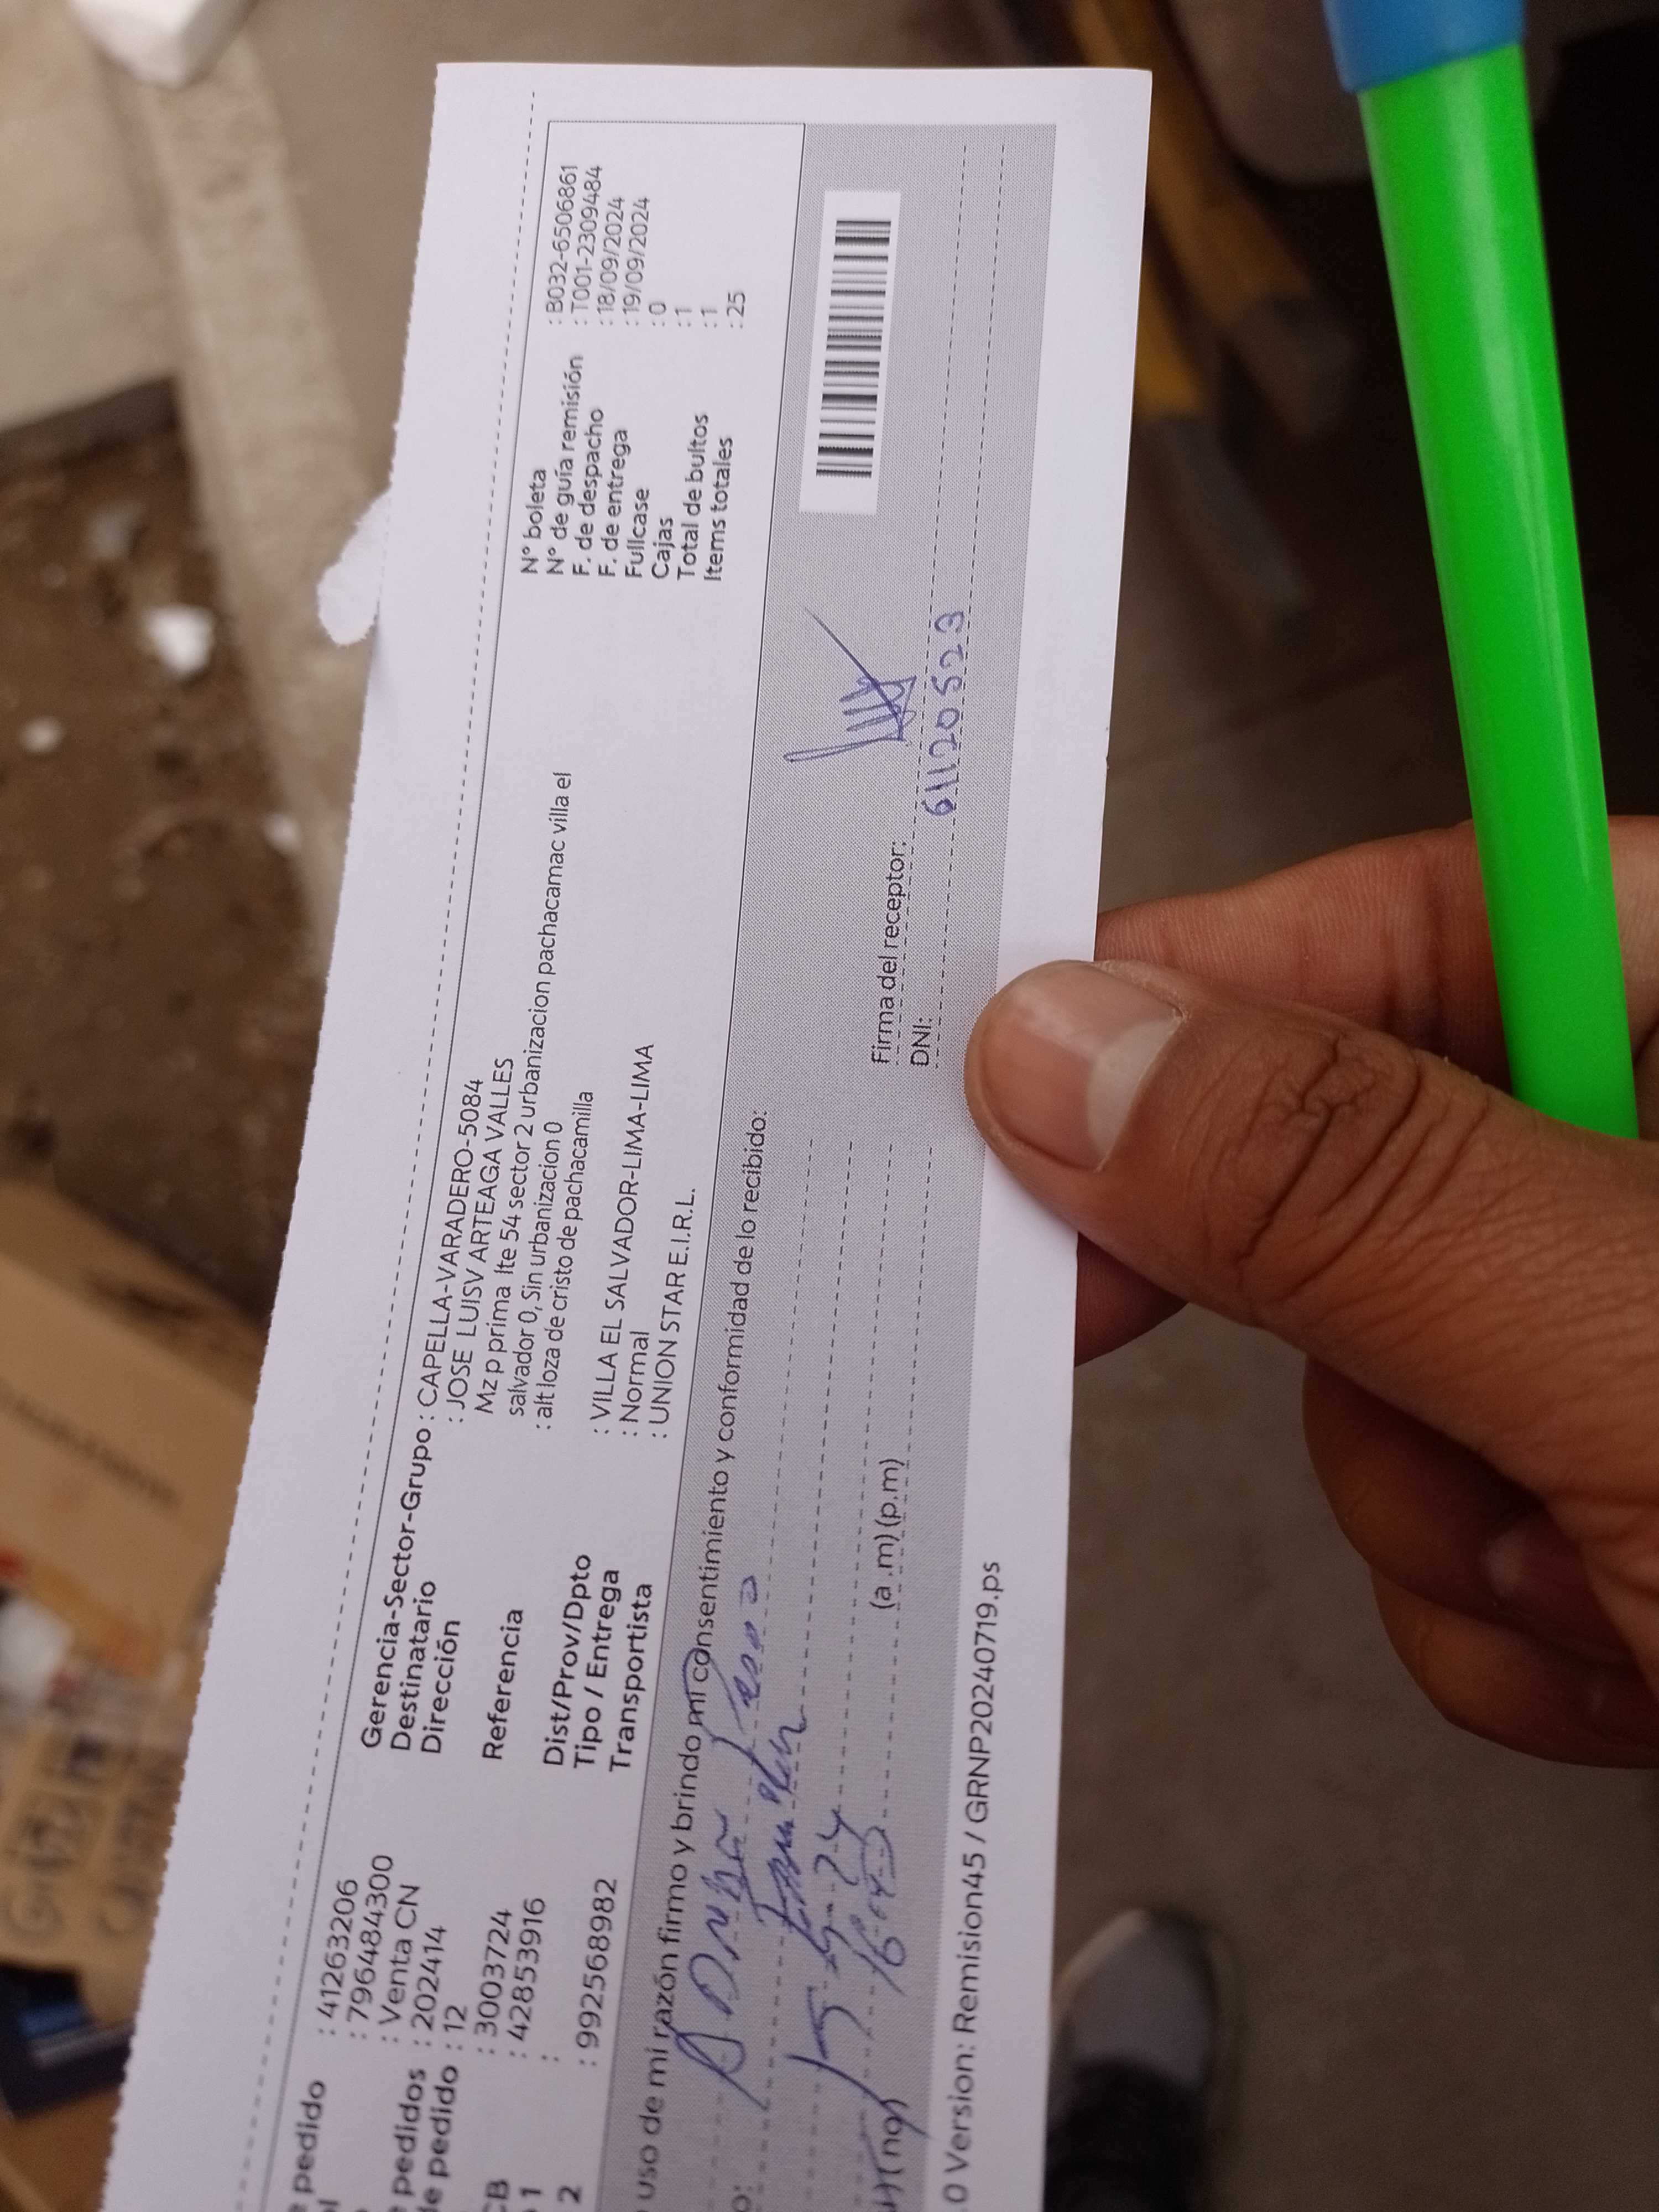 e pedido : 41263206
: 7964844300
: Venta CN
e pedidos : 202414
de pedido : 12
CB : 3003724
1 : 42853916
:
2 : 992568982
Gerencia-Sector-Grupo : CAPELLA-VARADERO-5084
Destinatario : JOSE LUISV ARTEAGA VALLES
Dirección Mz p prima lte 54 sector 2 urbanizacion pachacamac villa el
salvador 0, Sin urbanizacion 0
Referencia : alt loza de cristo de pachacamilla
Dist/Prov/Dpto : VILLA EL SALVADOR-LIMA-LIMA
Tipo / Entrega : Normal
Transportista : UNION STAR E.I.R.L.
N° boleta : B032-6506861
N° de guía remisión : T001-2309484
F. de despacho : 18/09/2024
F. de entrega : 19/09/2024
Fullcase : 0
Cajas : 1
Total de bultos : 1
Items totales : 25
uso de mi razón firmo y brindo mi consentimiento y conformidad de lo recibido:
(a .m) (p.m)
Firma del receptor:
DNI: 61120523
.0 Version: Remision45 / GRNP20240719.ps